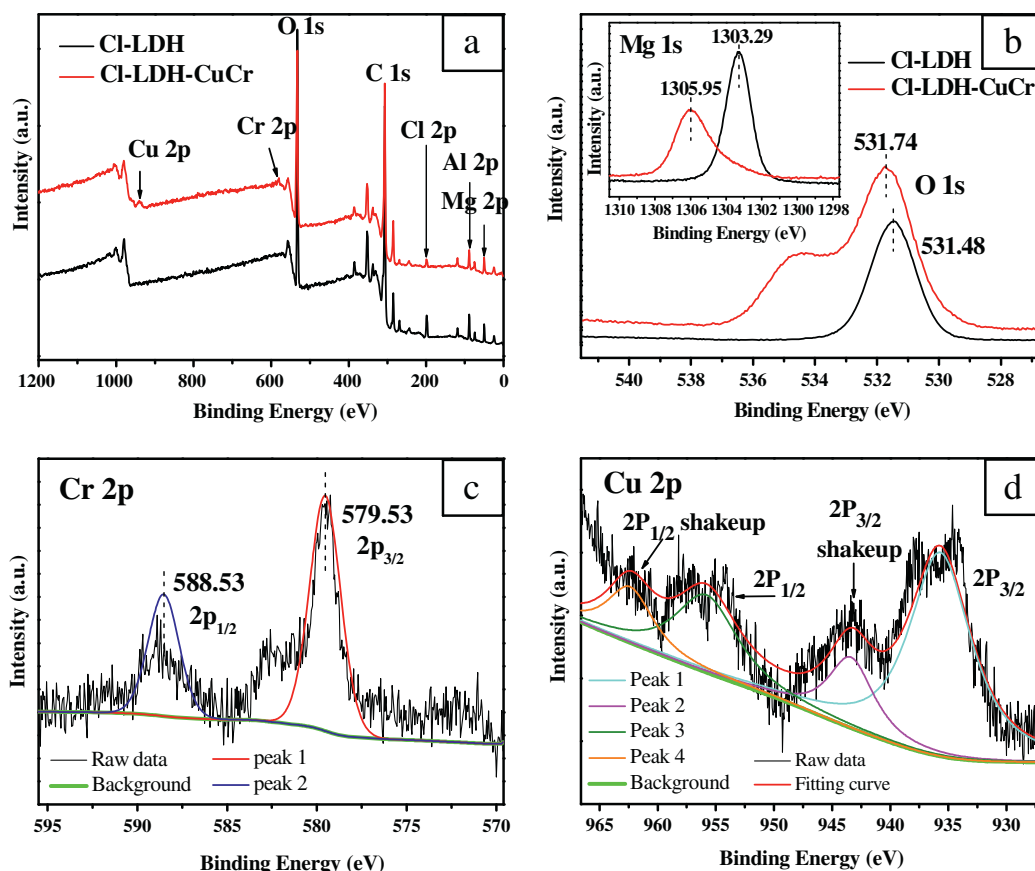 a
Cl-LDH
Cl-LDH-CuCr
O 1s
C 1s
Cu 2p
Cr 2p
Cl 2p
Al 2p
Mg 2p
Intensity (a.u.)
1200 1000 800 600 400 200 0
Binding Energy (eV)
b
Mg 1s
1303.29
1305.95
Intensity (a.u.)
1310 1308 1306 1304 1302 1300 1298
Binding Energy (eV)
Cl-LDH
Cl-LDH-CuCr
531.74
O 1s
531.48
Intensity (a.u.)
540 538 536 534 532 530 528
Binding Energy (eV)
c
Cr 2p
579.53
2p3/2
588.53
2p1/2
Raw data
peak 1
Background
peak 2
Intensity (a.u.)
595 590 585 580 575 570
Binding Energy (eV)
d
Cu 2p
2P1/2 shakeup
2P3/2
shakeup
2P1/2
2P3/2
Peak 1
Peak 2
Peak 3
Peak 4
Raw data
Background
Fitting curve
Intensity (a.u.)
965 960 955 950 945 940 935 930
Binding Energy (eV)